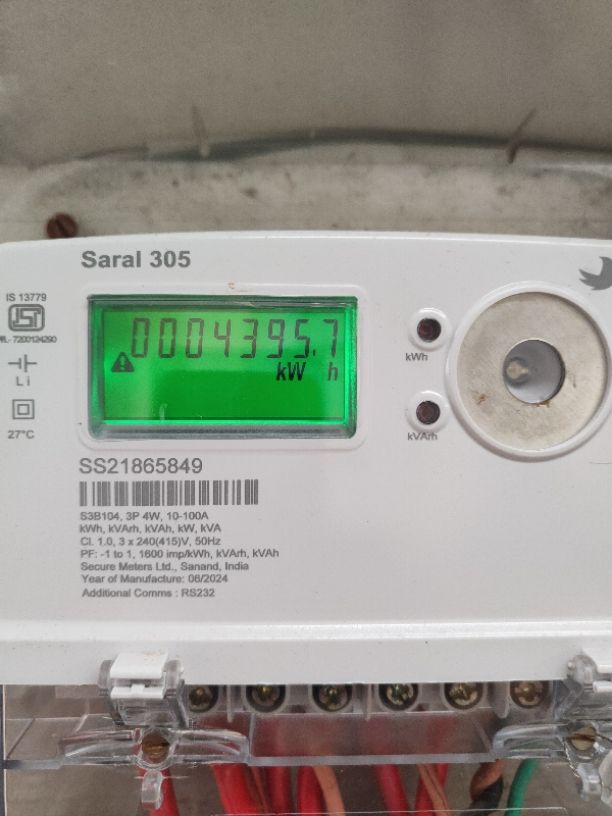 Saral 305
IS 13779
ISI
CM/L- 7200124290
Li
27°C
0004395.7
kW h
kWh
kVArh
SS21865849
S3B104, 3P 4W, 10-100A
kWh, kVArh, kVAh, kW, kVA
Cl. 1.0, 3 x 240(415)V, 50Hz
PF: -1 to 1, 1600 imp/kWh, kVArh, kVAh
Secure Meters Ltd., Sanand, India
Year of Manufacture: 06/2024
Additional Comms : RS232